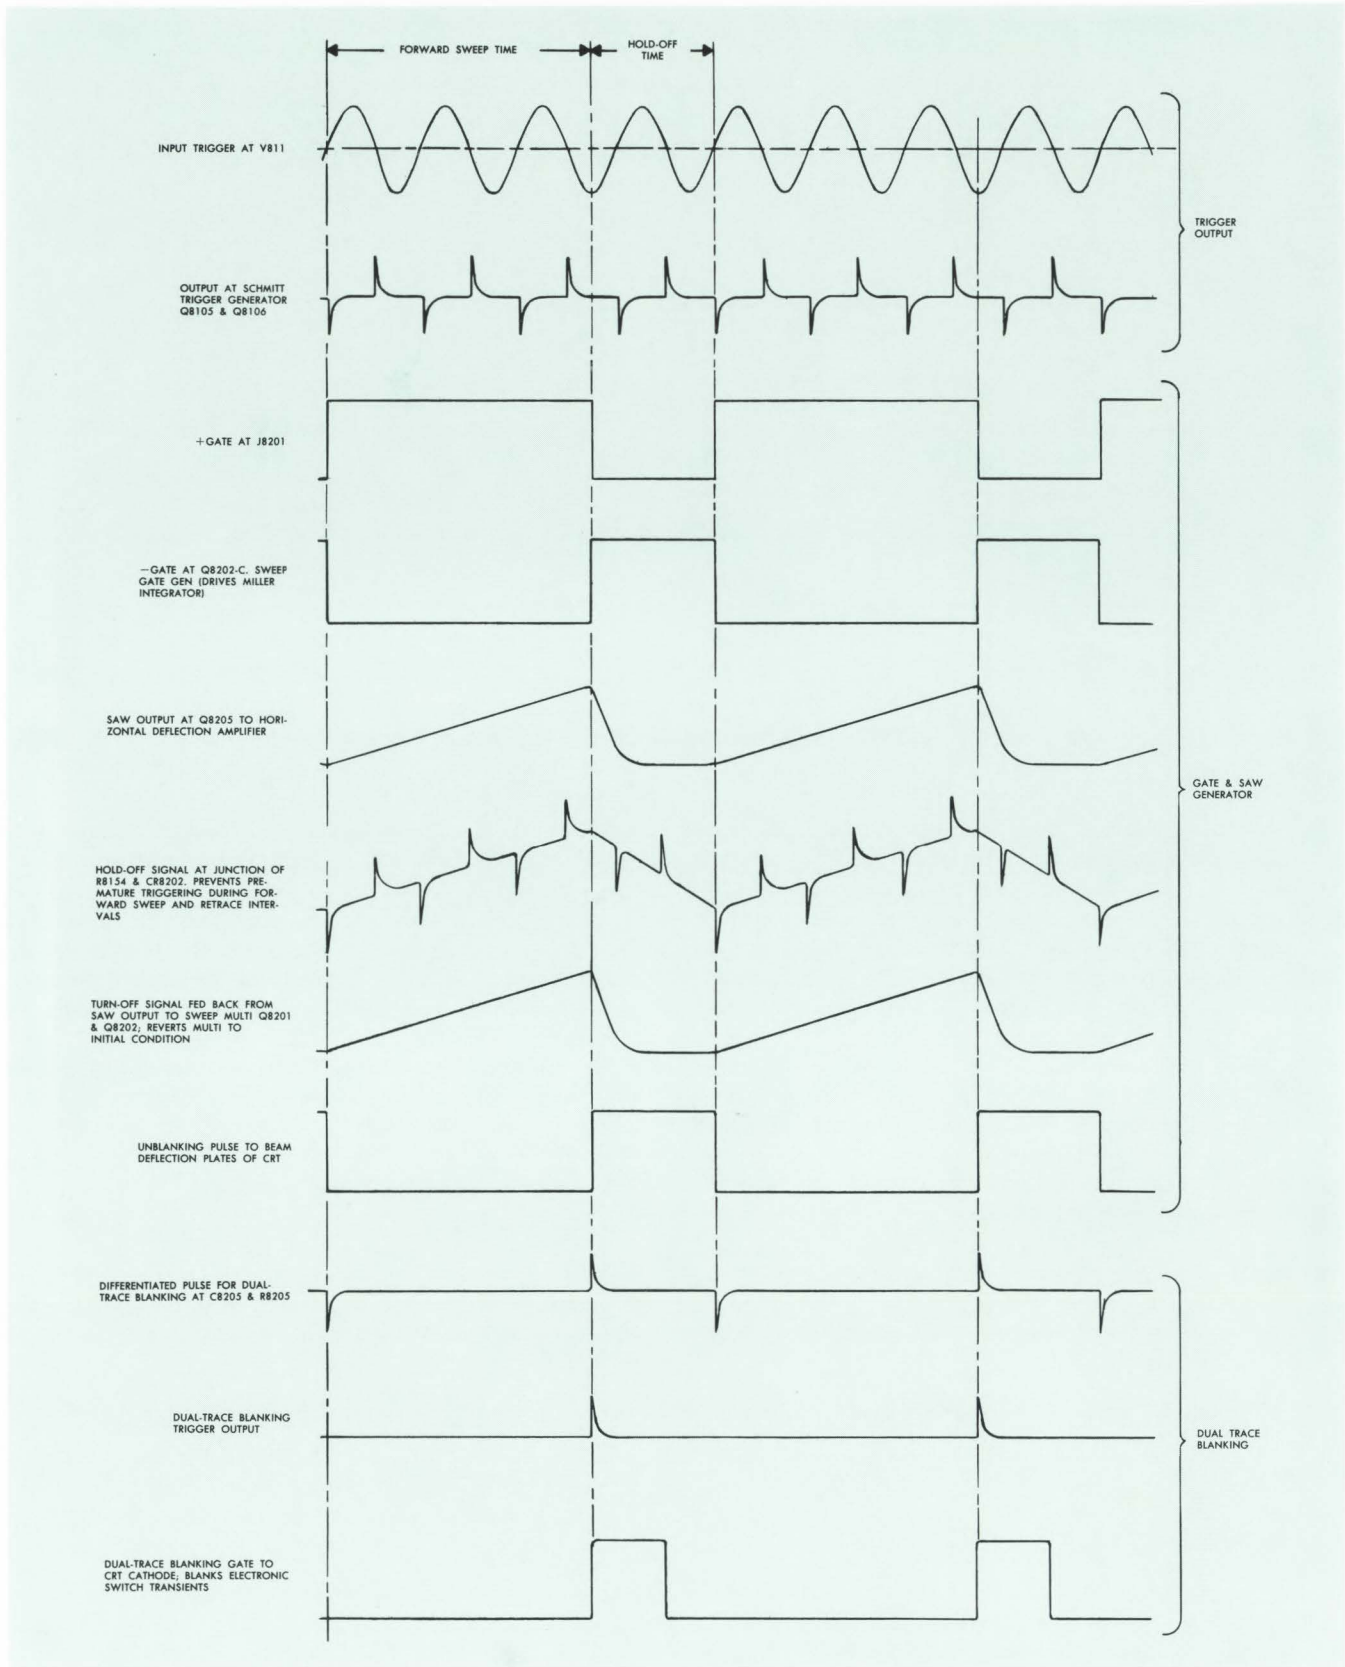 FORWARD SWEEP TIME
HOLD-OFF
TIME
INPUT TRIGGER AT V811
TRIGGER
OUTPUT
OUTPUT AT SCHMITT
TRIGGER GENERATOR
Q8105 & Q8106
+GATE AT J8201
—GATE AT Q8202-C. SWEEP
GATE GEN (DRIVES MILLER
INTEGRATOR)
SAW OUTPUT AT Q8205 TO HORI-
ZONTAL DEFLECTION AMPLIFIER
GATE & SAW
GENERATOR
HOLD-OFF SIGNAL AT JUNCTION OF
R8154 & CR8202. PREVENTS PRE-
MATURE TRIGGERING DURING FOR-
WARD SWEEP AND RETRACE INTER-
VALS
TURN-OFF SIGNAL FED BACK FROM
SAW OUTPUT TO SWEEP MULTI Q8201
& Q8202; REVERTS MULTI TO
INITIAL CONDITION
UNBLANKING PULSE TO BEAM
DEFLECTION PLATES OF CRT
DIFFERENTIATED PULSE FOR DUAL-
TRACE BLANKING AT C8205 & R8205
DUAL-TRACE BLANKING
TRIGGER OUTPUT
DUAL TRACE
BLANKING
DUAL-TRACE BLANKING GATE TO
CRT CATHODE; BLANKS ELECTRONIC
SWITCH TRANSIENTS